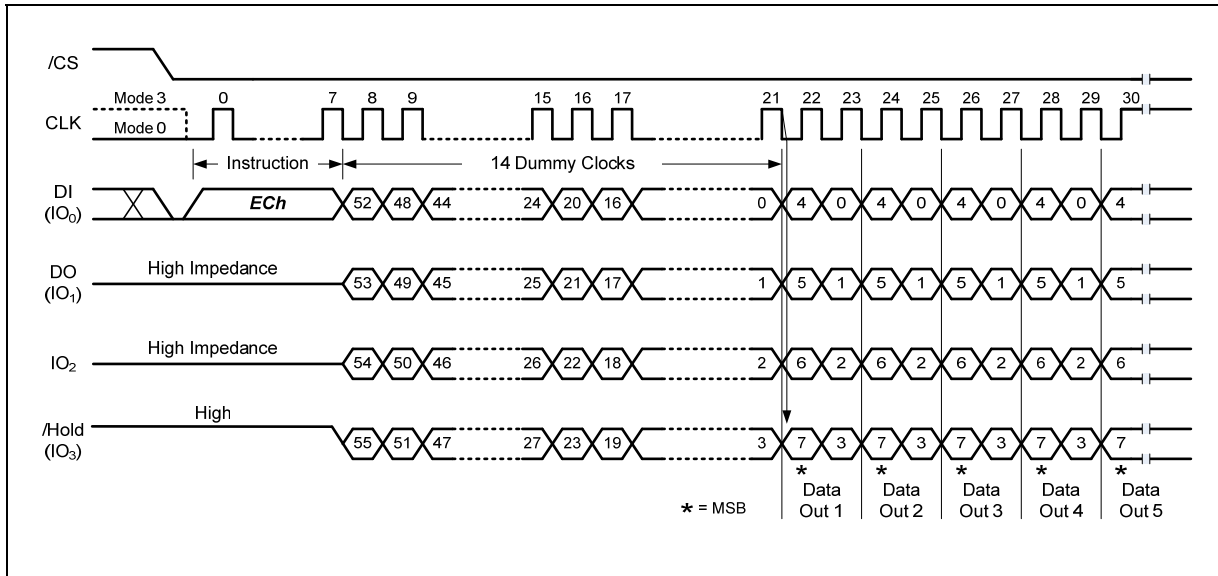 /CS
Mode 3
0 7 8 9 15 16 17 21 22 23 24 25 26 27 28 29 30
CLK
Mode 0
Instruction 14 Dummy Clocks
DI
(IO0)
ECh 52 48 44 24 20 16 0 4 0 4 0 4 0 4 0 4
DO
(IO1)
High Impedance 53 49 45 25 21 17 1 5 1 5 1 5 1 5 1 5
IO2
High Impedance 54 50 46 26 22 18 2 6 2 6 2 6 2 6 2 6
/Hold
(IO3)
High 55 51 47 27 23 19 3 7 3 7 3 7 3 7 3 7
* * * * *
* = MSB
Data Out 1
Data Out 2
Data Out 3
Data Out 4
Data Out 5